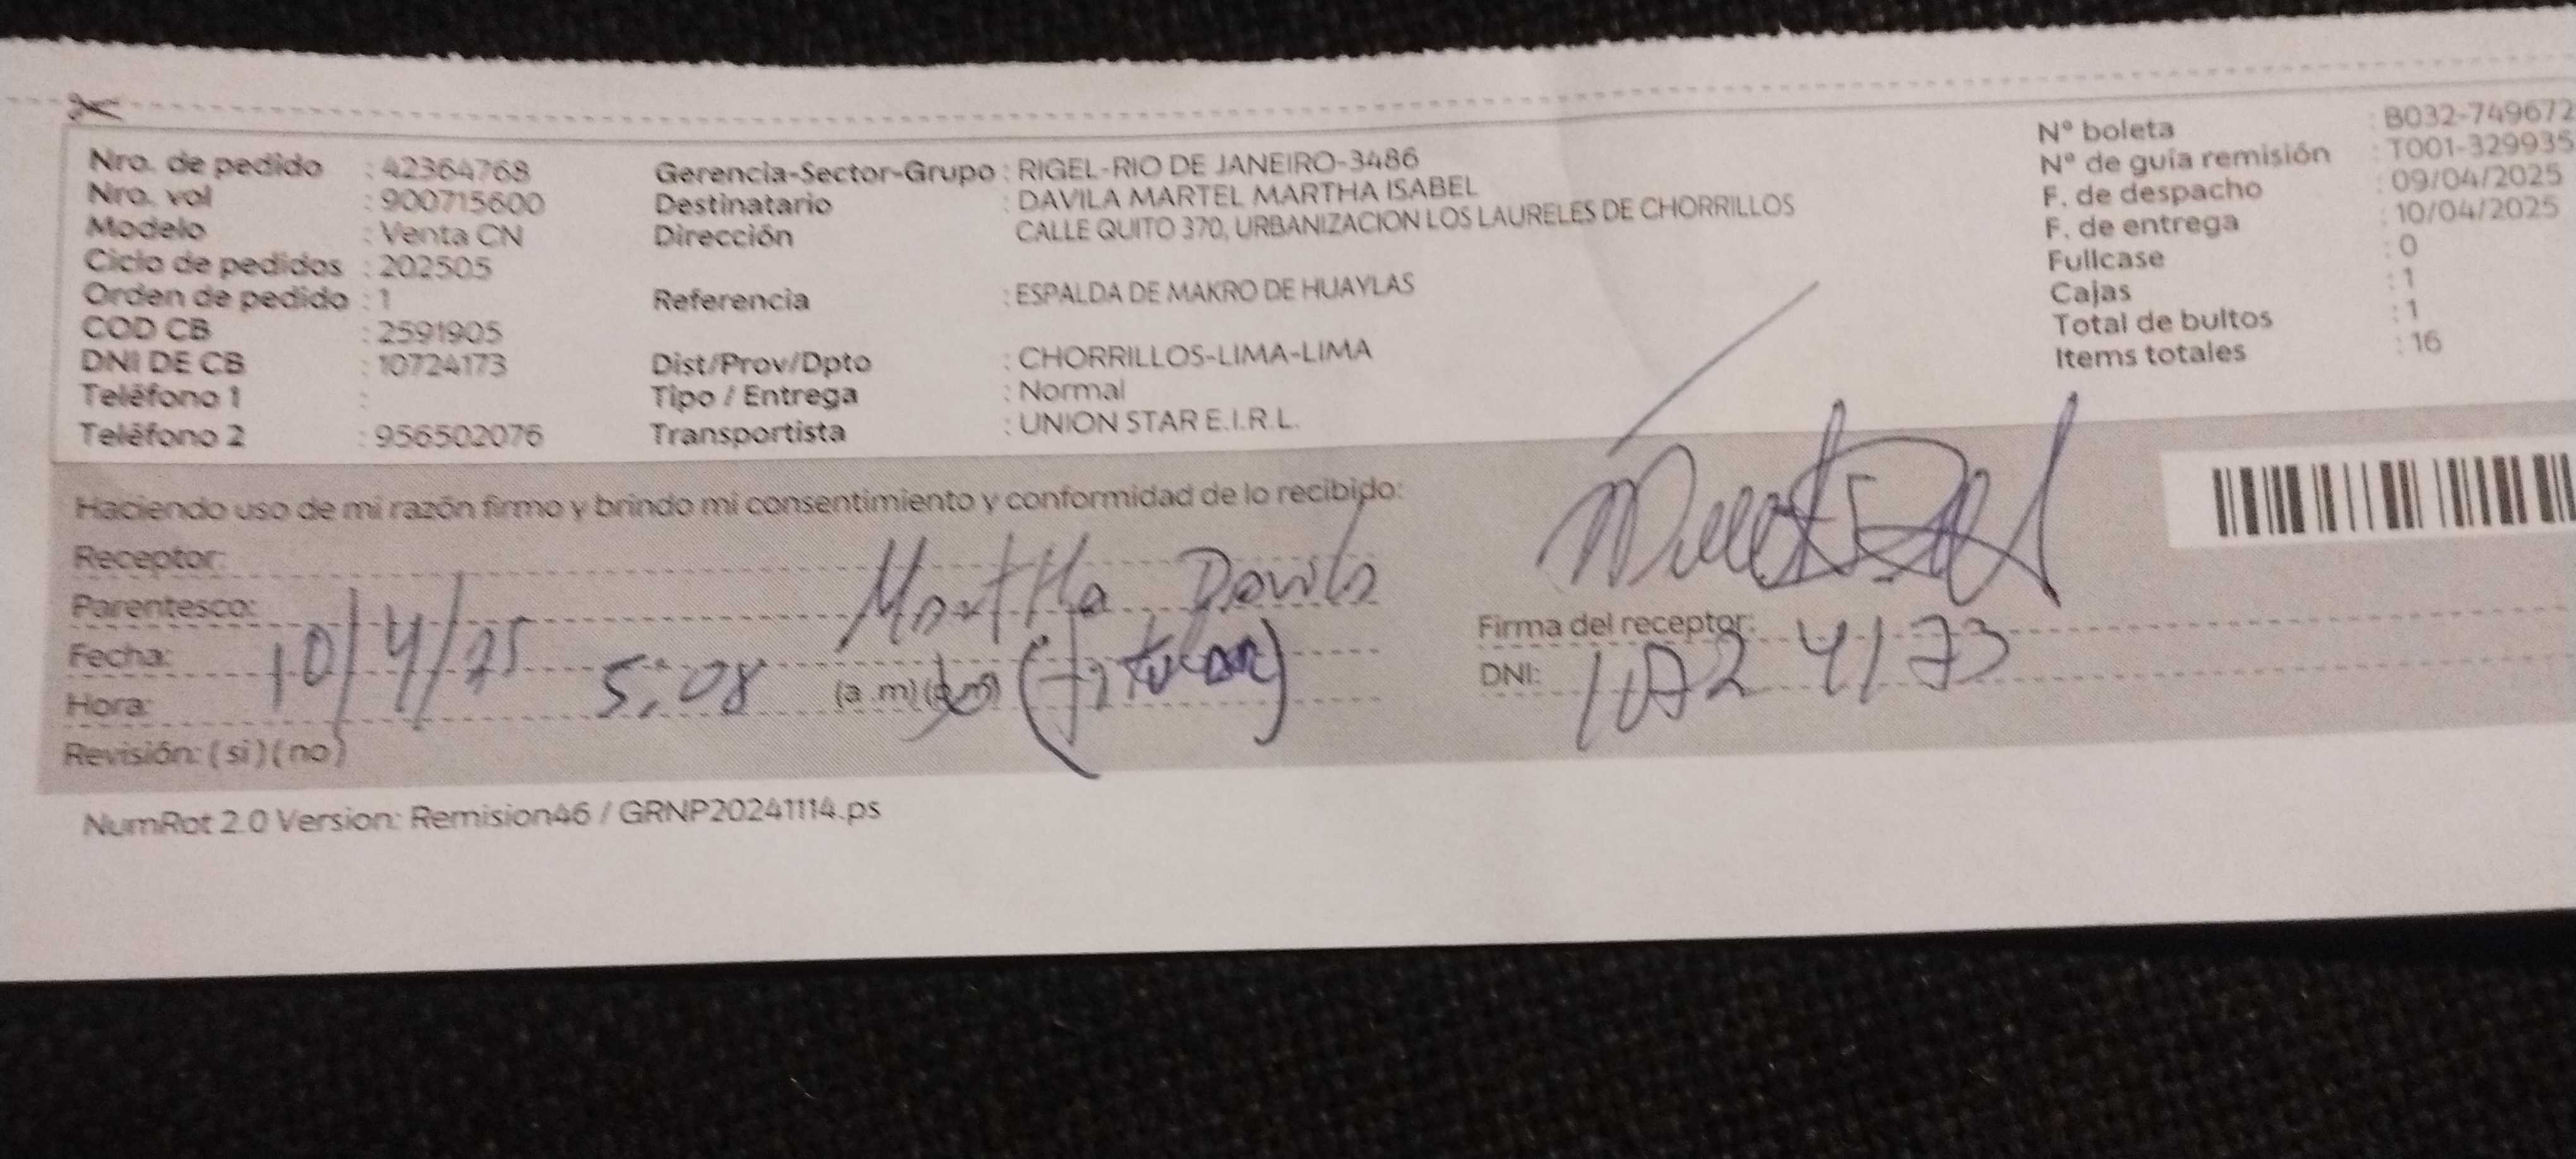 Nro. de pedido : 42364768
Nro. vol : 900715600
Modelo : Venta CN
Ciclo de pedidos : 202505
Orden de pedido : 1
COD CB : 2591905
DNI DE CB : 10724173
Teléfono 1 :
Teléfono 2 : 956502076
Gerencia-Sector-Grupo : RIGEL-RIO DE JANEIRO-3486
Destinatario : DAVILA MARTEL MARTHA ISABEL
Dirección CALLE QUITO 370, URBANIZACION LOS LAURELES DE CHORRILLOS
Referencia : ESPALDA DE MAKRO DE HUAYLAS
Dist/Prov/Dpto : CHORRILLOS-LIMA-LIMA
Tipo / Entrega : Normal
Transportista : UNION STAR E.I.R.L.
N° boleta : B032-749672
N° de guía remisión : T001-329935
F. de despacho : 09/04/2025
F. de entrega : 10/04/2025
Fullcase : 0
Cajas : 1
Total de bultos : 1
Items totales : 16
Haciendo uso de mi razón firmo y brindo mi consentimiento y conformidad de lo recibido:
Receptor: Martha Davila
Parentesco:
Fecha: 10/4/25
Hora: 5:08 (a.m)
Revisión: (si)(no)
Firma del receptor:
DNI: 10724173
NumRot 2.0 Version: Remision46 / GRNP20241114.ps